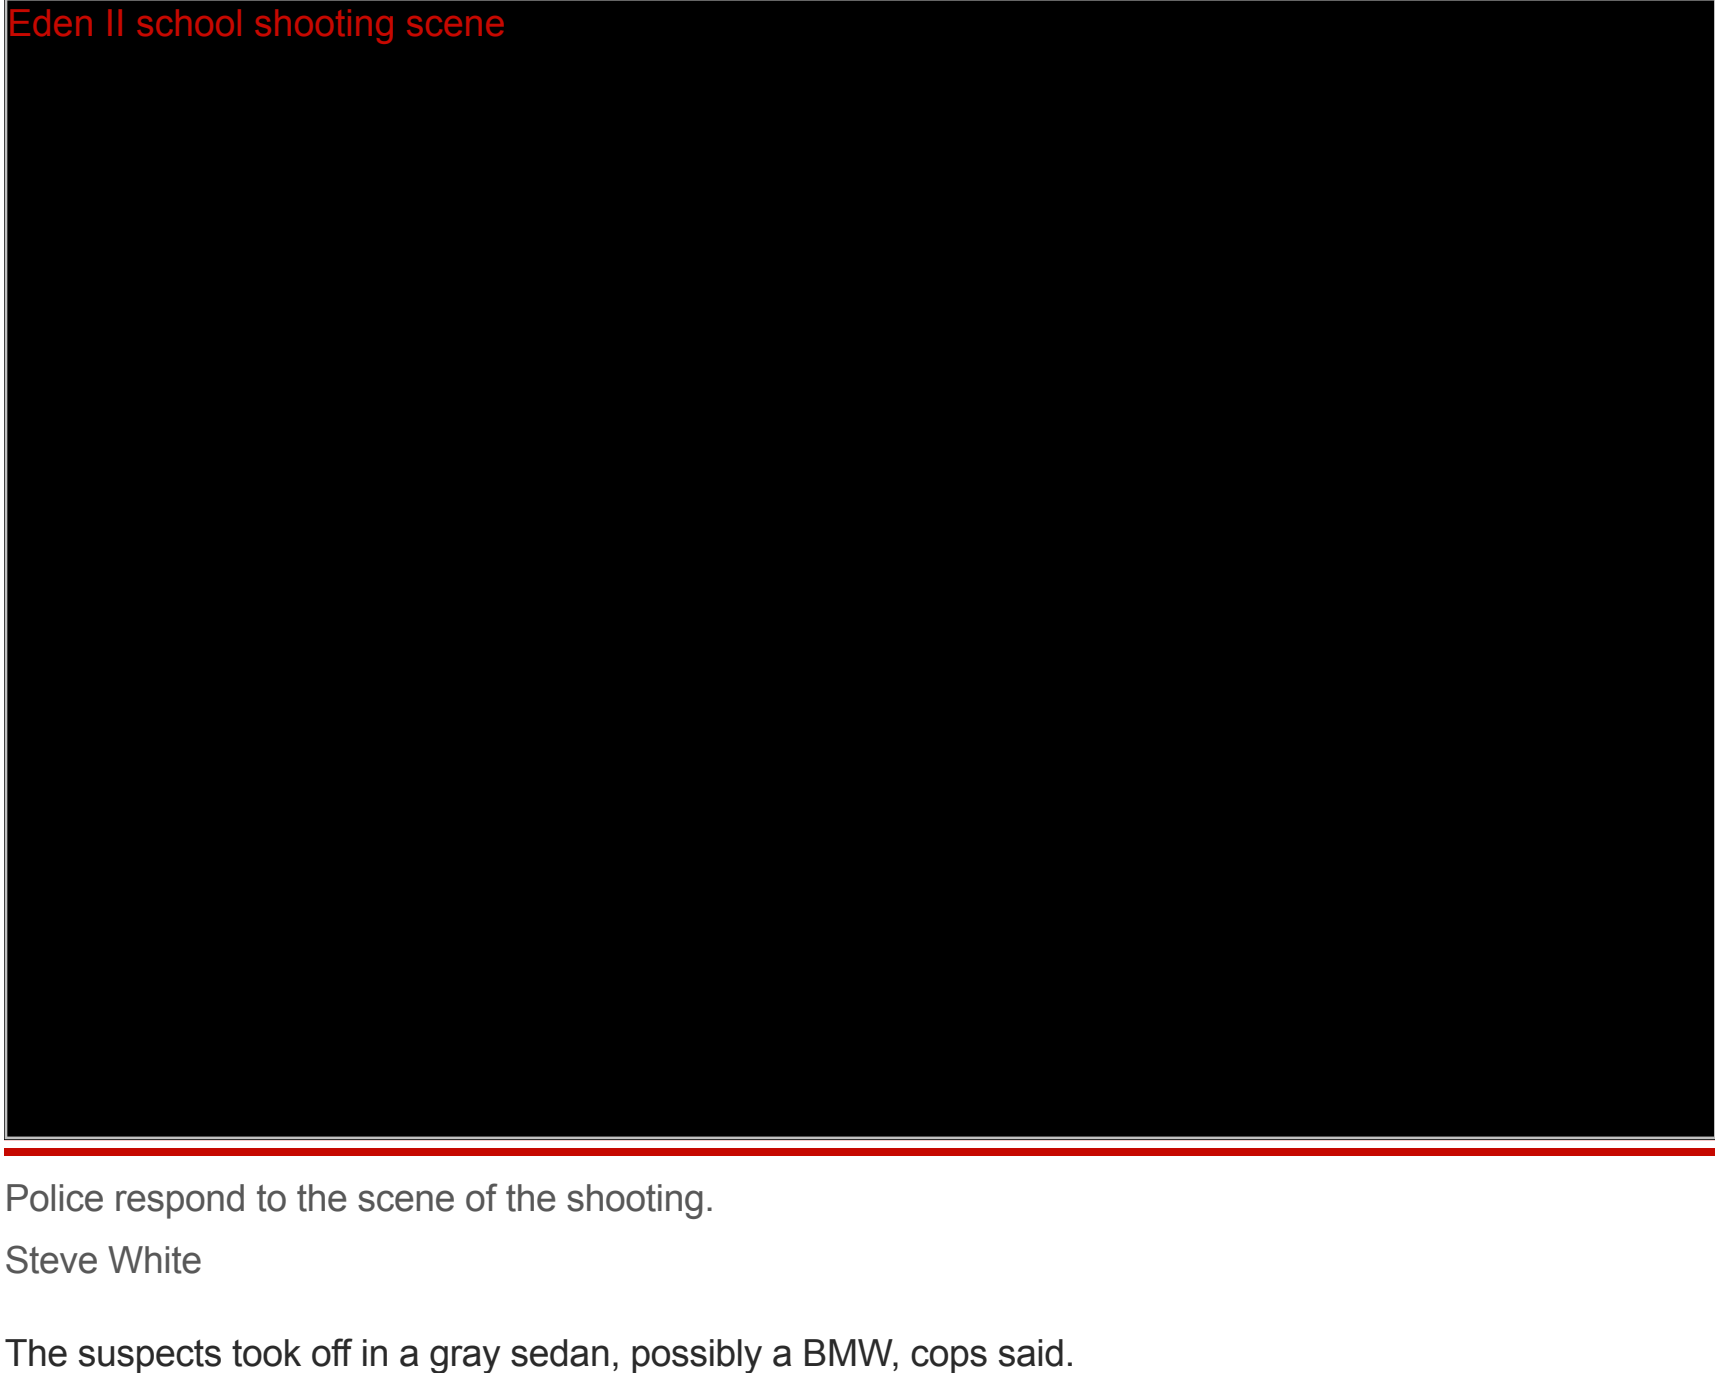 Eden II school shooting scene
Police respond to the scene of the shooting.
Steve White
The suspects took off in a gray sedan, possibly a BMW, cops said.